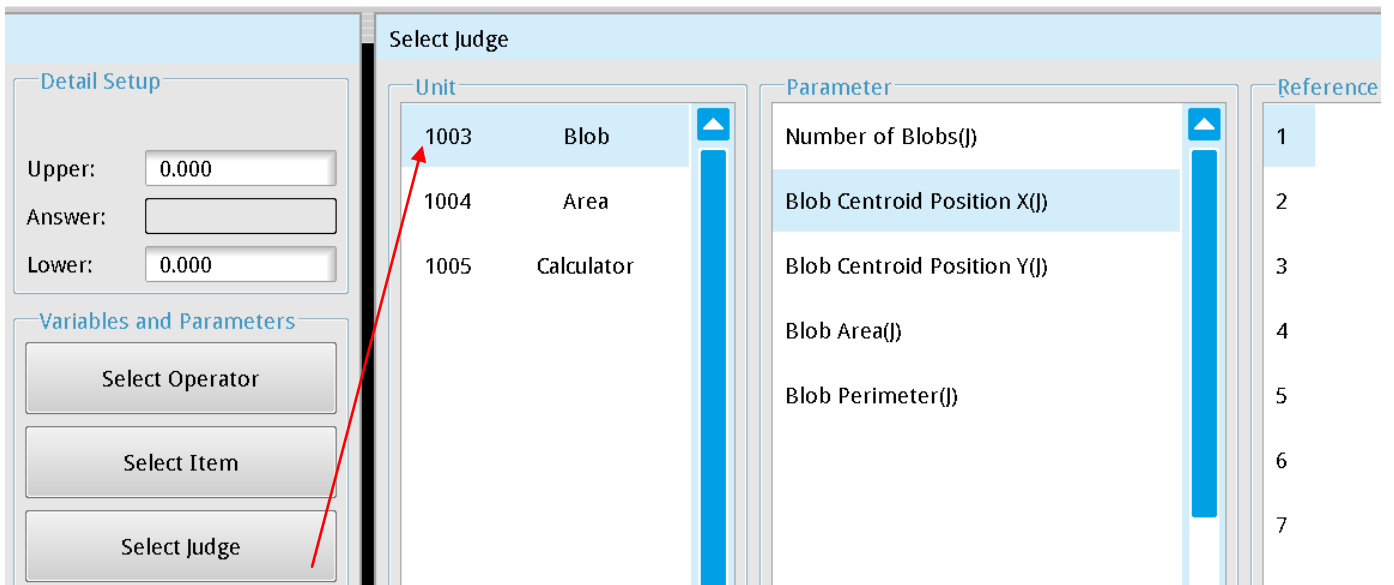 Select Judge
Detail Setup
Upper: 0.000
Answer:
Lower: 0.000
Variables and Parameters
Select Operator
Select Item
Select Judge
Unit
1003 Blob
1004 Area
1005 Calculator
Parameter
Number of Blobs(J)
Blob Centroid Position X(J)
Blob Centroid Position Y(J)
Blob Area(J)
Blob Perimeter(J)
Reference
1
2
3
4
5
6
7